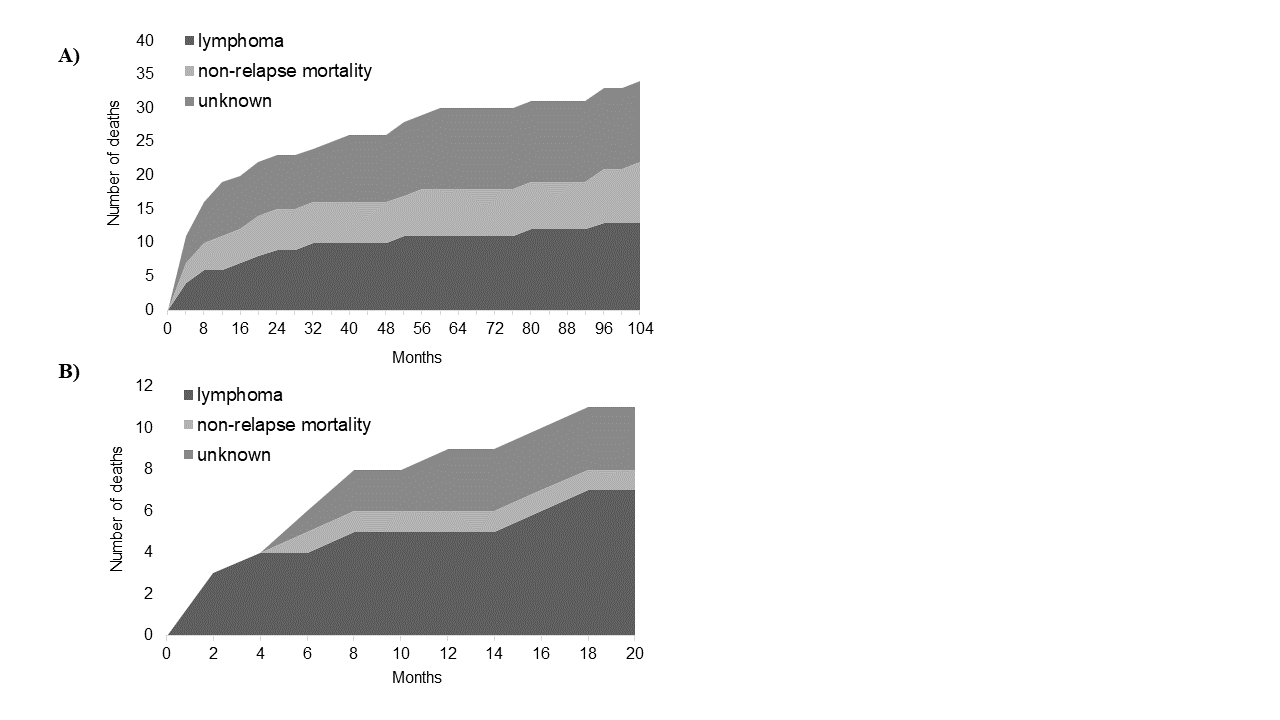 A)
Number of deaths
40
35
30
25
20
15
10
5
0
lymphoma
non-relapse mortality
unknown
0 8 16 24 32 40 48 56 64 72 80 88 96 104
Months
B)
Number of deaths
12
10
8
6
4
2
0
lymphoma
non-relapse mortality
unknown
0 2 4 6 8 10 12 14 16 18 20
Months